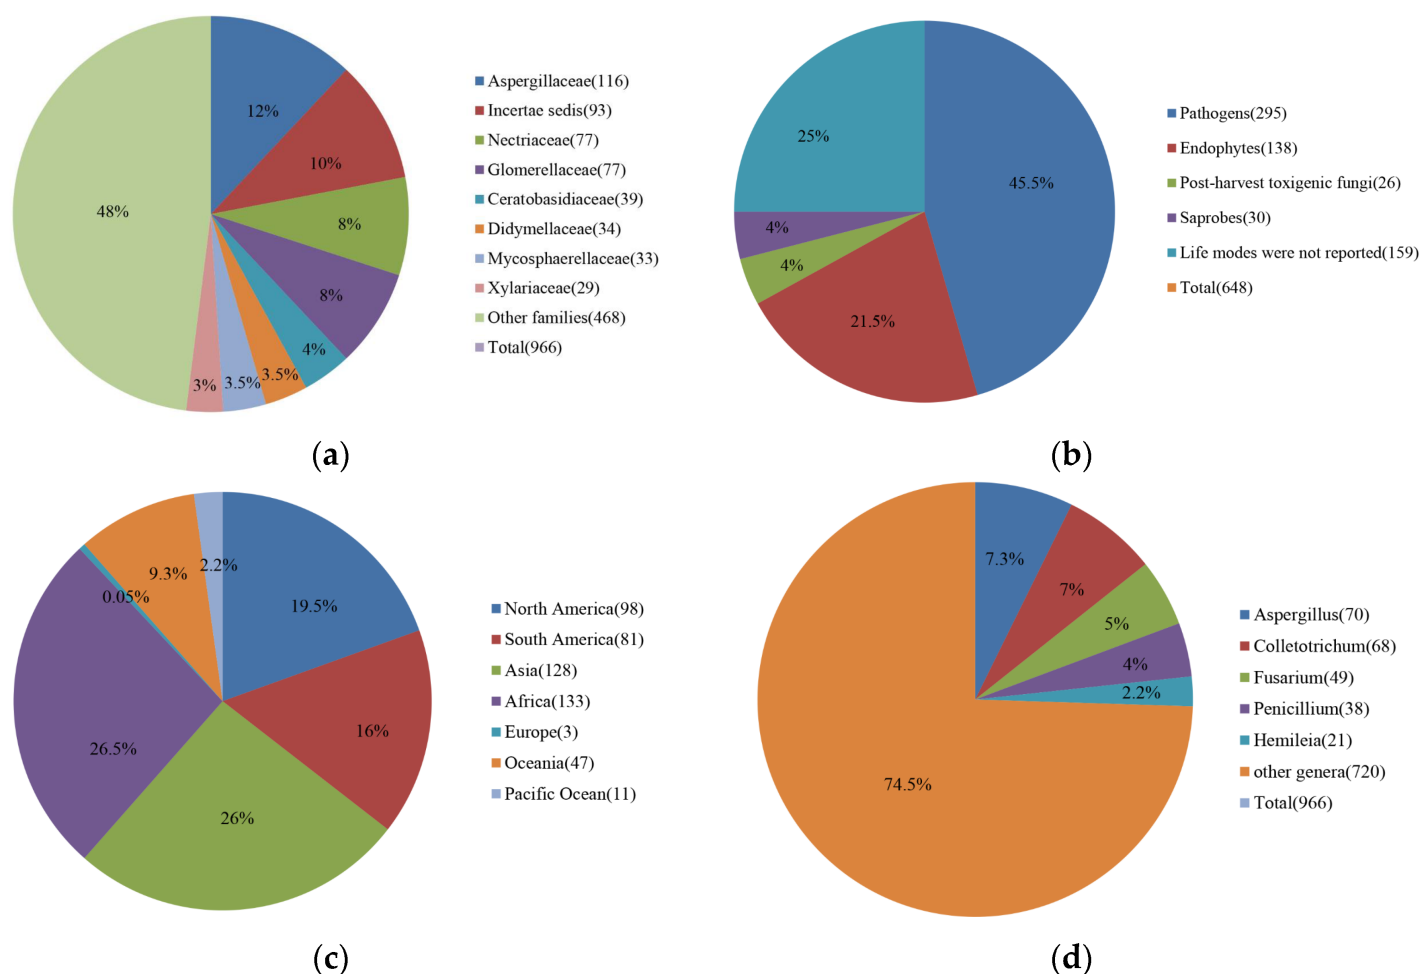 12%
10%
8%
8%
4%
3.5%
3.5%
3%
48%
Aspergillaceae(116)
Incertae sedis(93)
Nectriaceae(77)
Glomerellaceae(77)
Ceratobasidiaceae(39)
Didymellaceae(34)
Mycosphaerellaceae(33)
Xylariaceae(29)
Other families(468)
Total(966)
(a)
45.5%
21.5%
4%
4%
25%
Pathogens(295)
Endophytes(138)
Post-harvest toxigenic fungi(26)
Saprobes(30)
Life modes were not reported(159)
Total(648)
(b)
19.5%
16%
26%
26.5%
0.05%
9.3%
2.2%
North America(98)
South America(81)
Asia(128)
Africa(133)
Europe(3)
Oceania(47)
Pacific Ocean(11)
(c)
7.3%
7%
5%
4%
2.2%
74.5%
Aspergillus(70)
Colletotrichum(68)
Fusarium(49)
Penicillium(38)
Hemileia(21)
other genera(720)
Total(966)
(d)